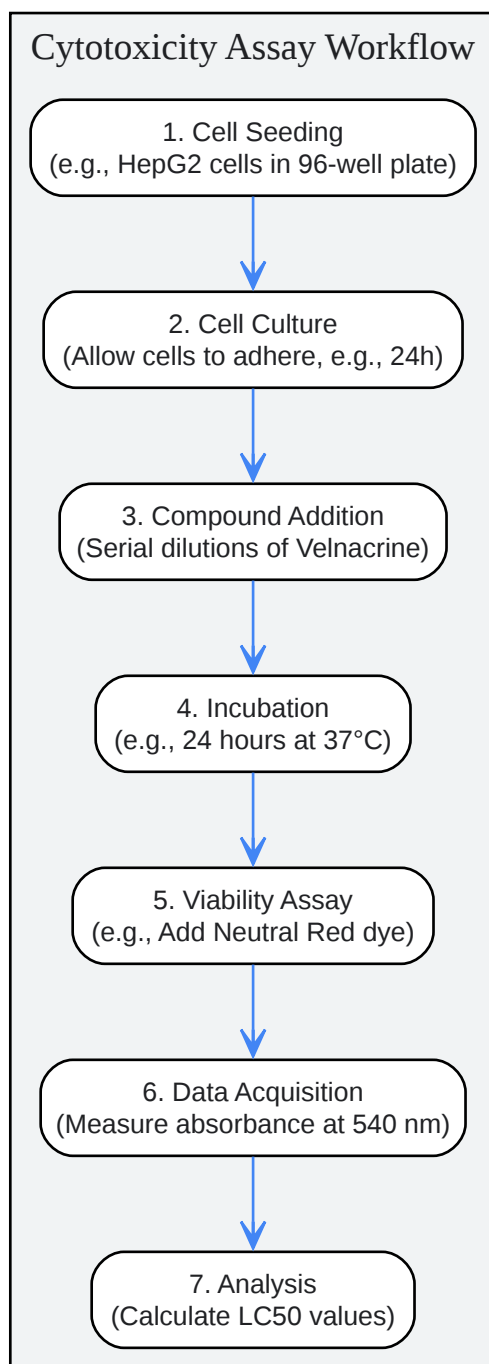 Cytotoxicity Assay Workflow
1. Cell Seeding
(e.g., HepG2 cells in 96-well plate)
2. Cell Culture
(Allow cells to adhere, e.g., 24h)
3. Compound Addition
(Serial dilutions of Velnacrine)
4. Incubation
(e.g., 24 hours at 37°C)
5. Viability Assay
(e.g., Add Neutral Red dye)
6. Data Acquisition
(Measure absorbance at 540 nm)
7. Analysis
(Calculate LC50 values)